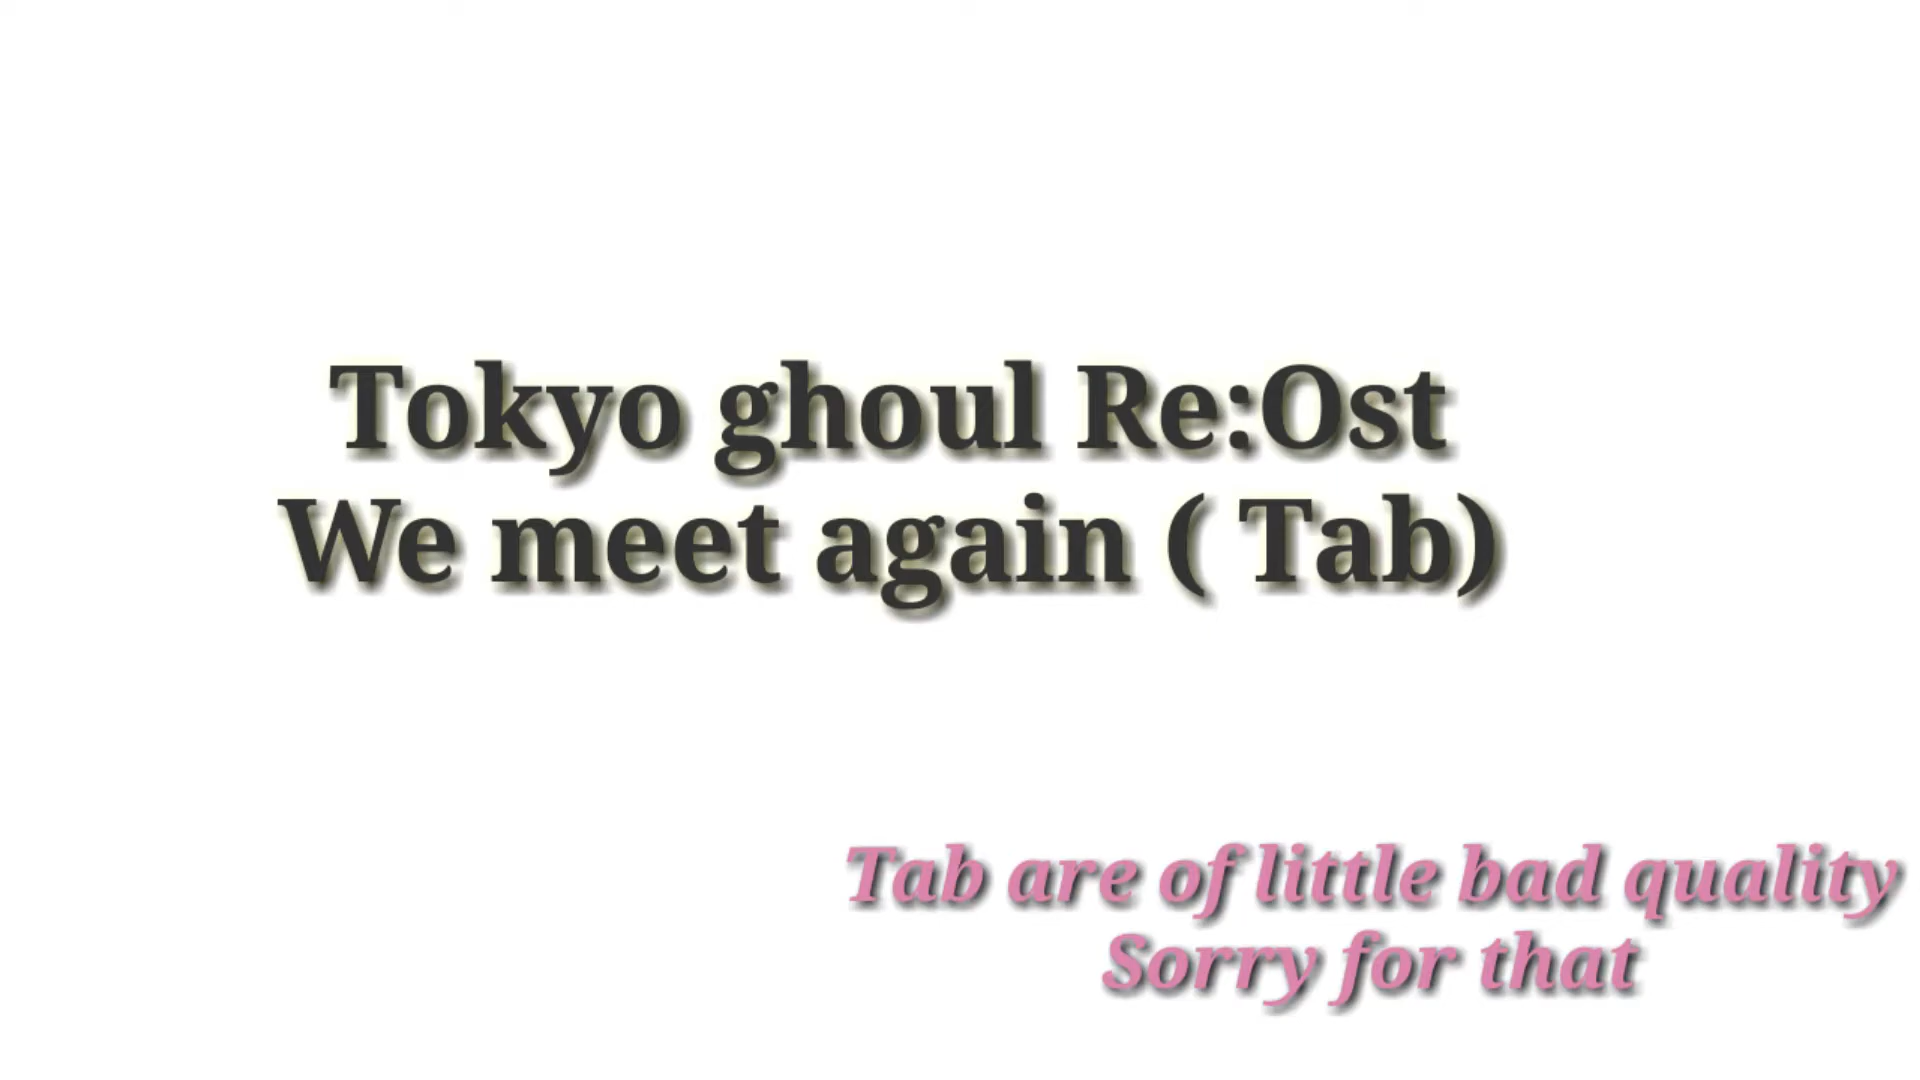 Tokyo ghoul Re:Ost
We meet again ( Tab)
Tab are of little bad quality
Sorry for that